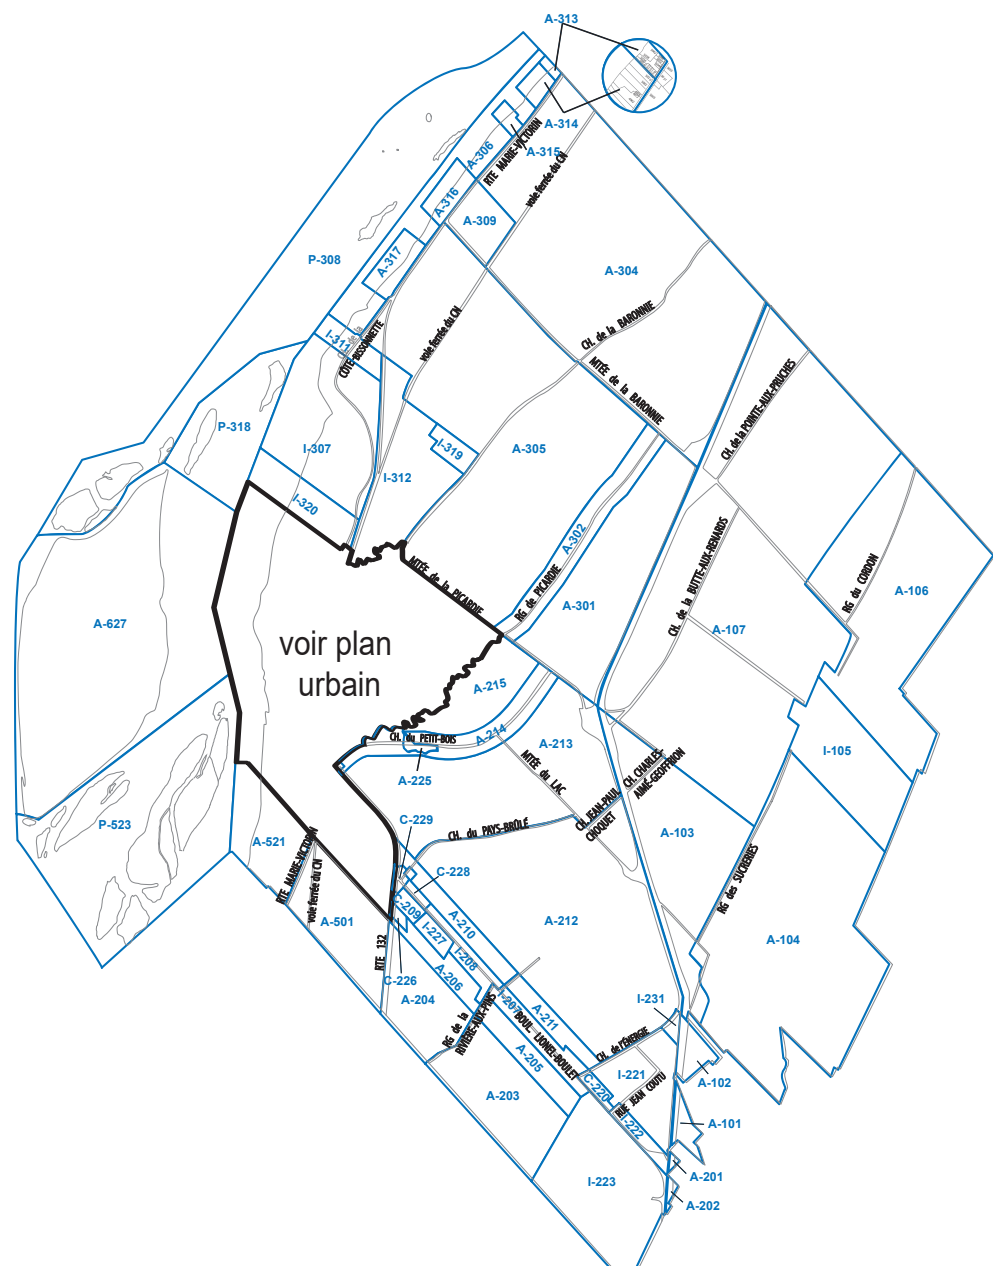 A-313
A-314
RTE MARIE-VICTORIN
A-315
A-306
voie ferrée du CN
A-316
A-309
A-317
P-308
A-304
CH. de la BARONNIE
voie ferrée du CN
I-311
CÔTE-BISSONNETTE
MTÉE de la BARONNIE
CH. de la POINTE-AUX-PRUCHES
P-318
I-307
I-319
A-305
I-312
I-320
A-302
CH. de la BUTTE-AUX-RENARDS
MTÉE de la PICARDIE
RG de PICARDIE
A-301
RG du CORDON
A-106
A-627
A-107
voir plan
urbain
A-215
A-214
CH. du PETIT-BOIS
A-213
I-105
A-225
MTÉE du LAC
CH. CHARLES-
AIMÉ-GEOFFRION
CH. JEAN-PAUL
CHOQUET
P-523
A-521
RTE MARIE-VICTORIN
voie ferrée du CN
C-229
CH. du PAYS-BRÛLÉ
A-103
C-228
RG des SUCRERIES
A-501
C-209
A-210
A-212
I-227
I-208
A-104
RTE 132
C-226
A-206
A-204
I-207
A-211
I-231
RG de la
RIVIÈRE-AUX-PINS
BOUL. LIONEL-BOULET
CH. de l'ÉNERGIE
A-205
I-221
C-220
A-102
A-203
RUE JEAN COUTU
I-222
A-101
I-223
A-201
A-202